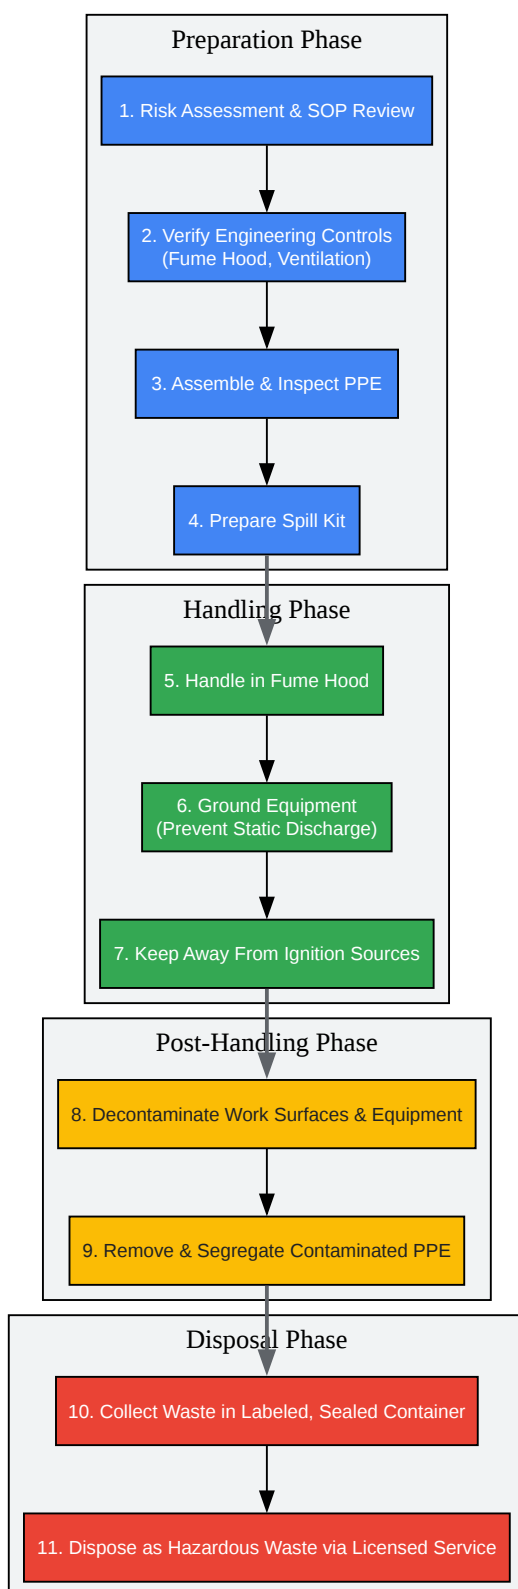 Preparation Phase
1. Risk Assessment & SOP Review
2. Verify Engineering Controls
(Fume Hood, Ventilation)
3. Assemble & Inspect PPE
4. Prepare Spill Kit
Handling Phase
5. Handle in Fume Hood
6. Ground Equipment
(Prevent Static Discharge)
7. Keep Away From Ignition Sources
Post-Handling Phase
8. Decontaminate Work Surfaces & Equipment
9. Remove & Segregate Contaminated PPE
Disposal Phase
10. Collect Waste in Labeled, Sealed Container
11. Dispose as Hazardous Waste via Licensed Service